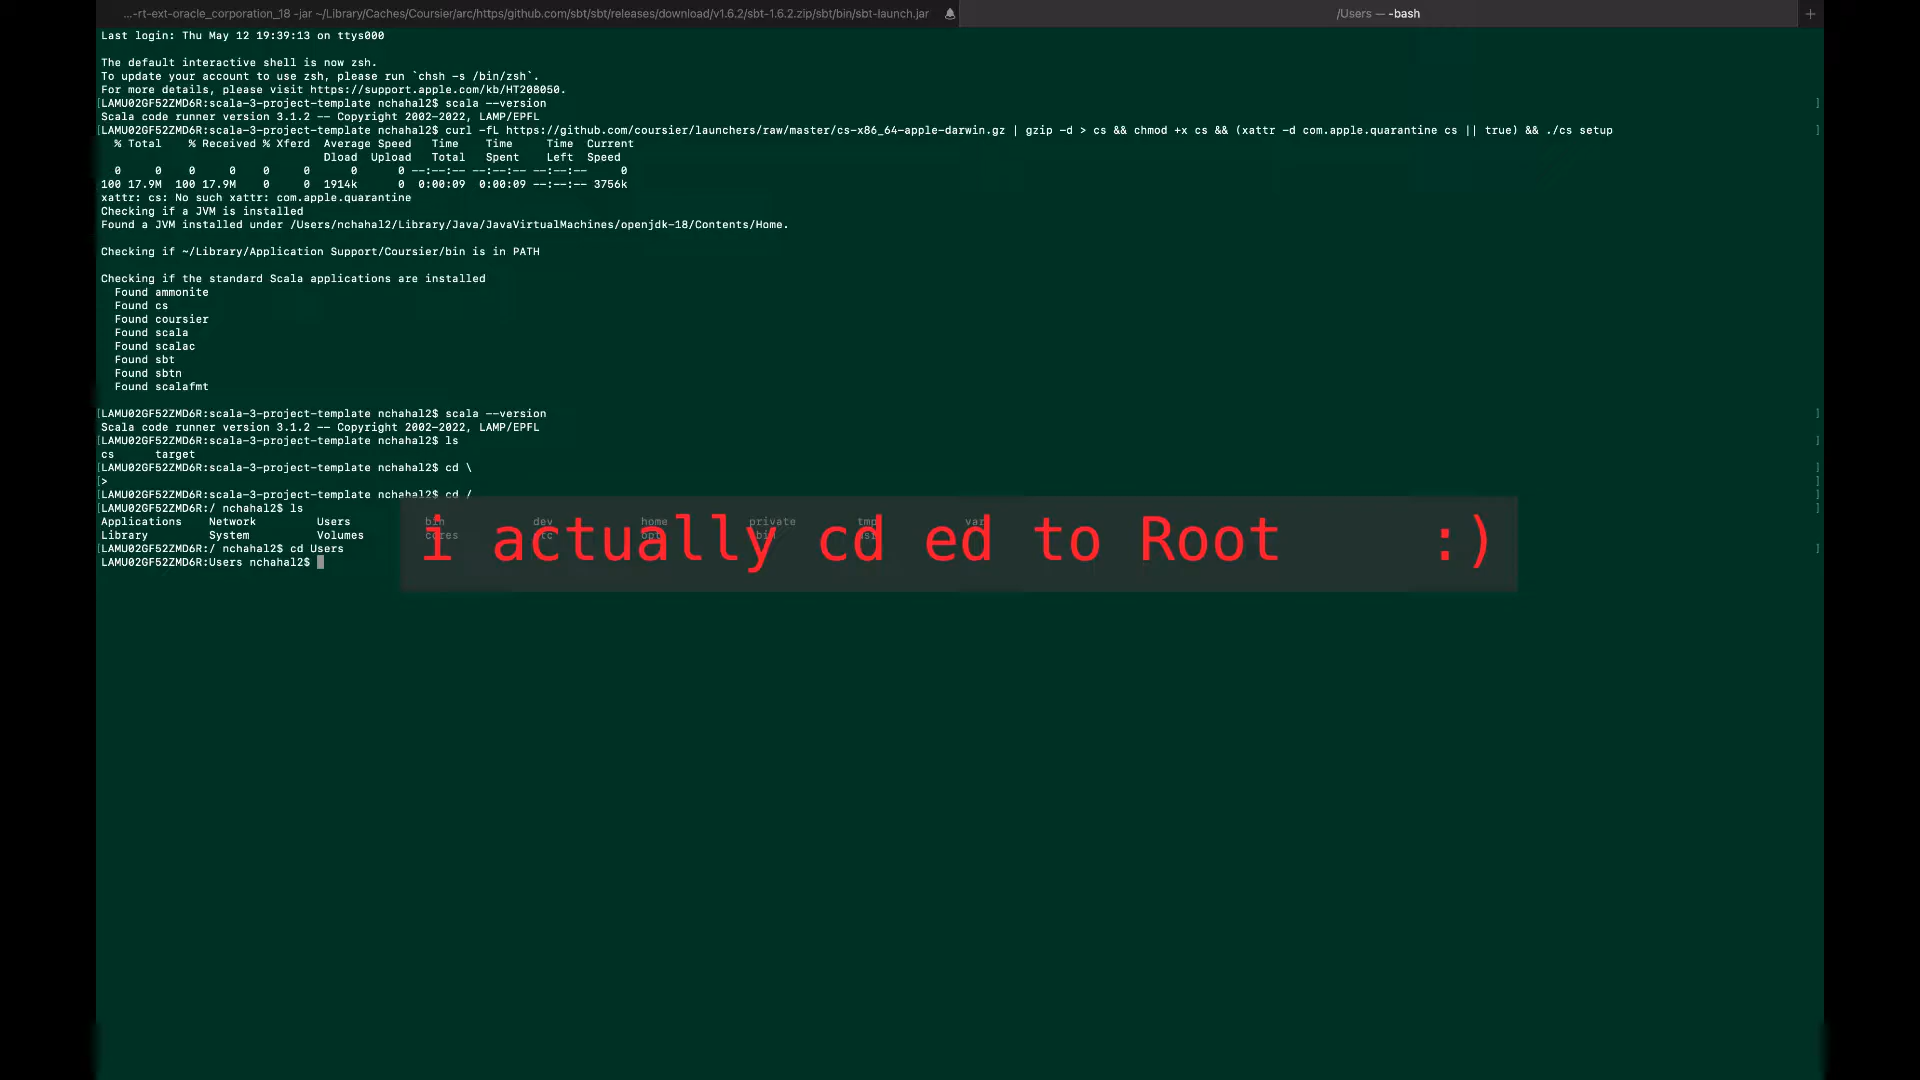 ...-rt-ext-oracle_corporation_18 -jar ~/Library/Caches/Coursier/arc/https/github.com/sbt/sbt/releases/download/v1.6.2/sbt-1.6.2.zip/sbt/bin/sbt-launch.jar
/Users — -bash
Last login: Thu May 12 19:39:13 on ttys000
The default interactive shell is now zsh.
To update your account to use zsh, please run `chsh -s /bin/zsh`.
For more details, please visit https://support.apple.com/kb/HT208050.
[LAMU02GF52ZMD6R:scala-3-project-template nchahal2$ scala --version ]
Scala code runner version 3.1.2 -- Copyright 2002-2022, LAMP/EPFL
[LAMU02GF52ZMD6R:scala-3-project-template nchahal2$ curl -fL https://github.com/coursier/launchers/raw/master/cs-x86_64-apple-darwin.gz | gzip -d > cs && chmod +x cs && (xattr -d com.apple.quarantine cs || true) && ./cs setup ]
% Total % Received % Xferd Average Speed Time Time Time Current
Dload Upload Total Spent Left Speed
0 0 0 0 0 0 0 0 --:--:-- --:--:-- --:--:-- 0
100 17.9M 100 17.9M 0 0 1914k 0 0:00:09 0:00:09 --:--:-- 3756k
xattr: cs: No such xattr: com.apple.quarantine
Checking if a JVM is installed
Found a JVM installed under /Users/nchahal2/Library/Java/JavaVirtualMachines/openjdk-18/Contents/Home.
Checking if ~/Library/Application Support/Coursier/bin is in PATH
Checking if the standard Scala applications are installed
Found ammonite
Found cs
Found coursier
Found scala
Found scalac
Found sbt
Found sbtn
Found scalafmt
[LAMU02GF52ZMD6R:scala-3-project-template nchahal2$ scala --version ]
Scala code runner version 3.1.2 -- Copyright 2002-2022, LAMP/EPFL
[LAMU02GF52ZMD6R:scala-3-project-template nchahal2$ ls ]
cs target
[LAMU02GF52ZMD6R:scala-3-project-template nchahal2$ cd \ ]
[> ]
[LAMU02GF52ZMD6R:scala-3-project-template nchahal2$ cd / ]
[LAMU02GF52ZMD6R:/ nchahal2$ ls ]
Applications Network Users bin dev home private tmp var
Library System Volumes cores
[LAMU02GF52ZMD6R:/ nchahal2$ cd Users ]
LAMU02GF52ZMD6R:Users nchahal2$
i actually cd ed to Root :)